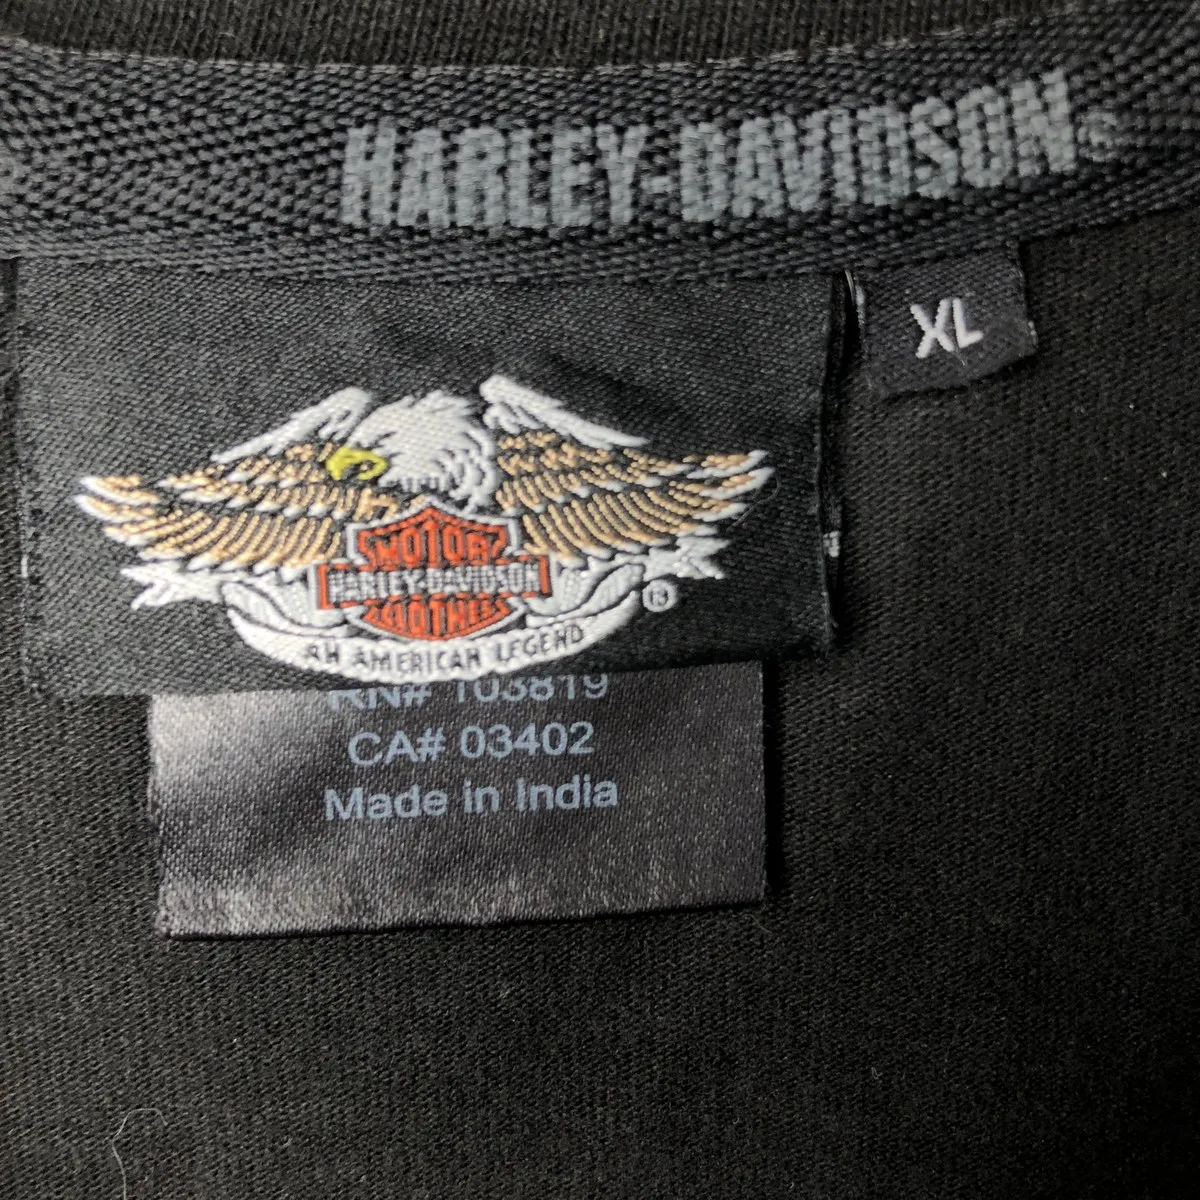 HARLEY-DAVIDSON®
XL
MOTOR
HARLEY-DAVIDSON
CLOTHES
®
AN AMERICAN LEGEND
RN# 103819
CA# 03402
Made in India